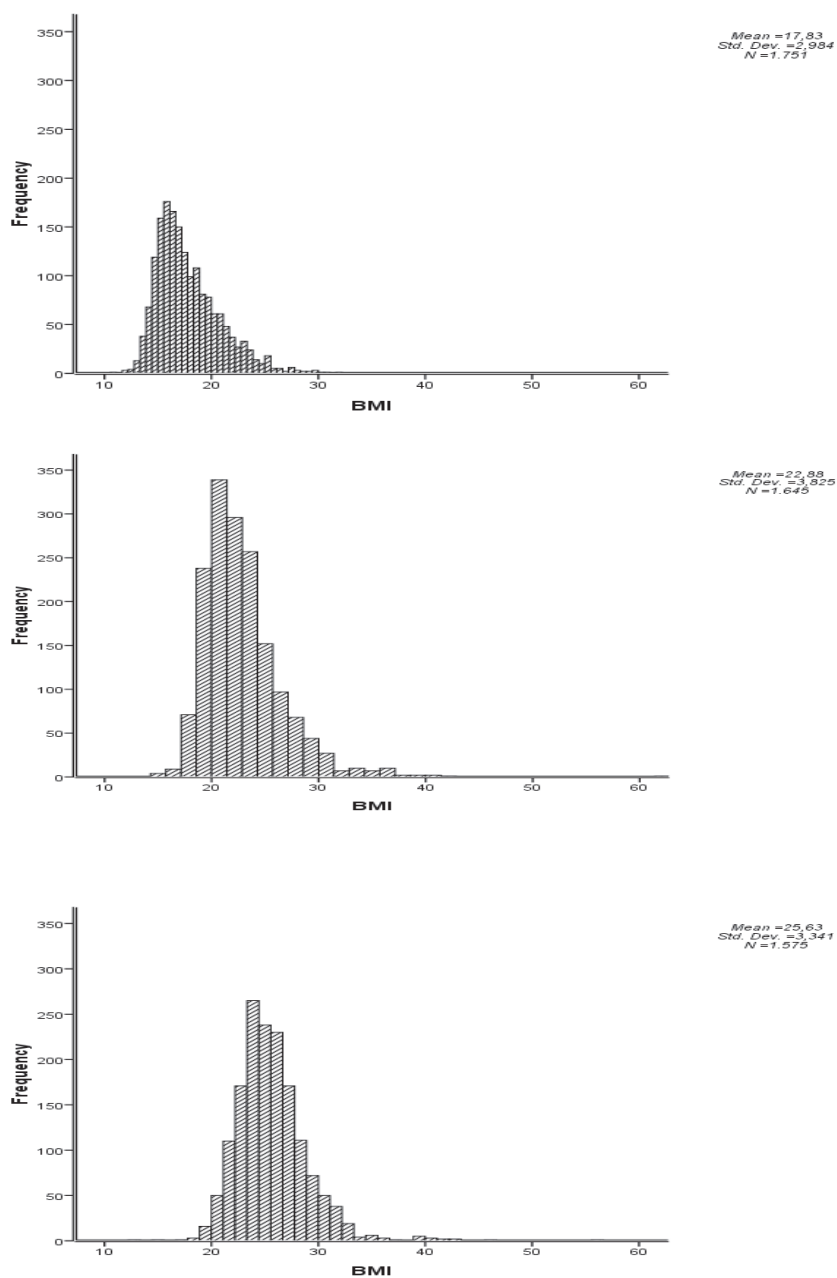 Mean =17,83
Std. Dev. =2,984
N =1.751
350
300
250
200
150
100
50
0
Frequency
10 20 30 40 50 60
BMI
Mean =22,88
Std. Dev. =3,825
N =1.645
350
300
250
200
150
100
50
0
Frequency
10 20 30 40 50 60
BMI
Mean =25,63
Std. Dev. =3,341
N =1.575
350
300
250
200
150
100
50
0
Frequency
10 20 30 40 50 60
BMI